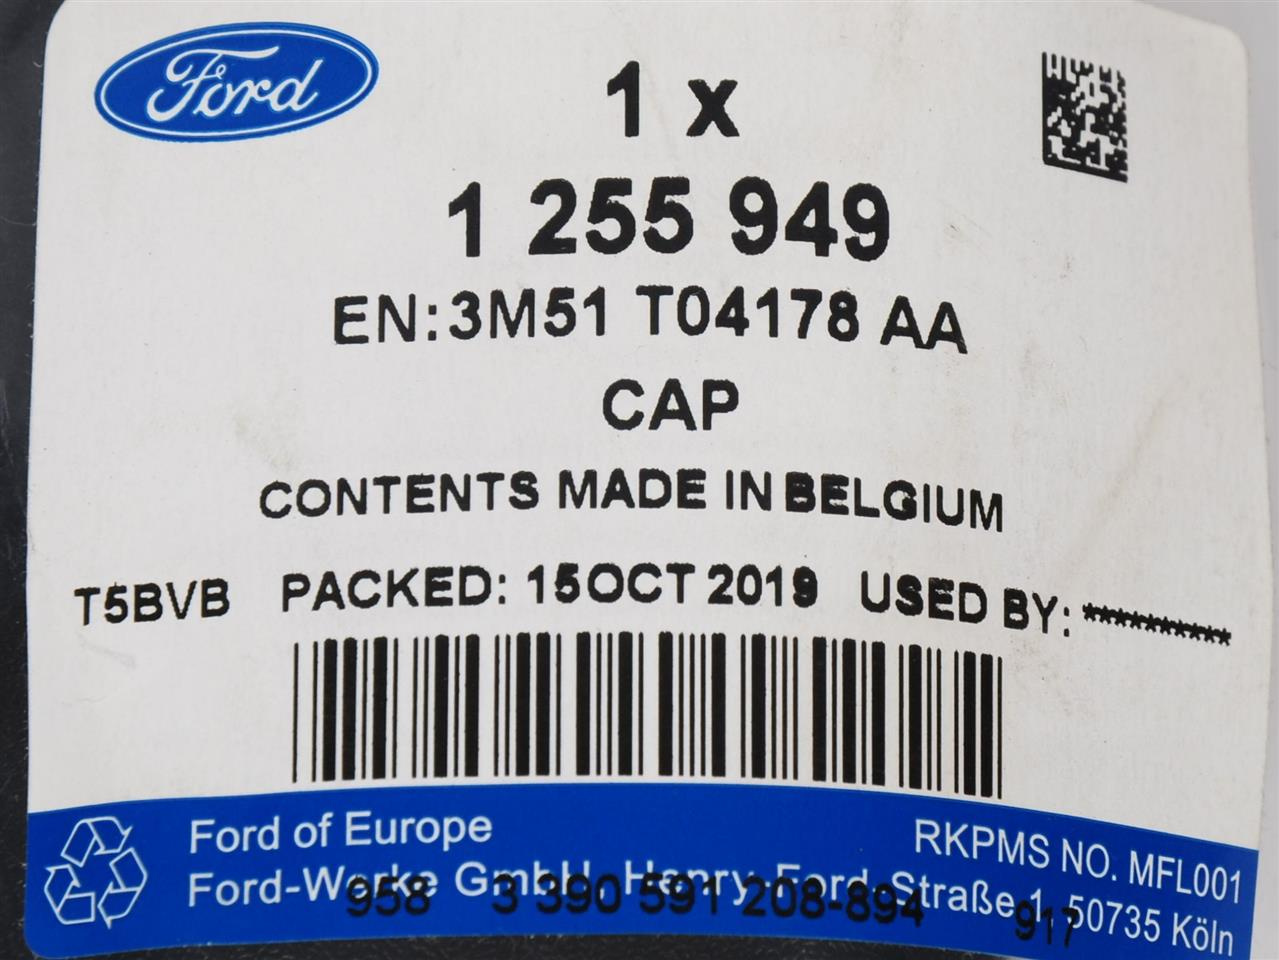 Ford
1 x
1 255 949
EN: 3M51 T04178 AA
CAP
CONTENTS MADE IN BELGIUM
T5BVB PACKED: 15OCT 2019 USED BY: ***********
Ford of Europe RKPMS NO. MFL001
Ford-Werke GmbH, Henry-Ford-Straße 1, 50735 Köln
958 3 390 591 208-894 917